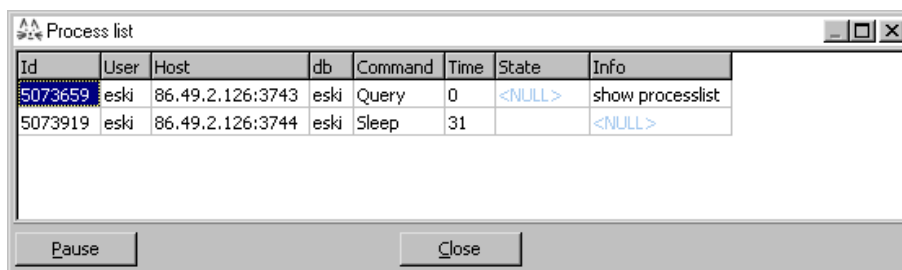 Process list
Id User Host db Command Time State Info
5073659 eski 86.49.2.126:3743 eski Query 0 <NULL> show processlist
5073919 eski 86.49.2.126:3744 eski Sleep 31 <NULL>
Pause Close